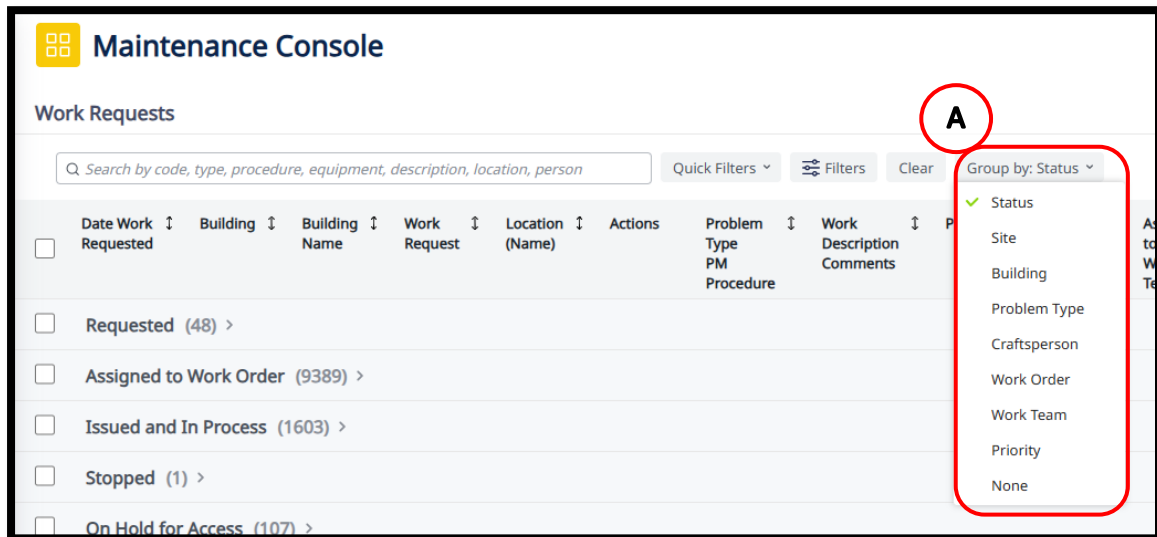 Maintenance Console
Work Requests
A
Search by code, type, procedure, equipment, description, location, person
Quick Filters
Filters
Clear
Group by: Status
Date Work Requested
Building
Building Name
Work Request
Location (Name)
Actions
Problem Type PM Procedure
Work Description Comments
P
As
to
W
Te
Status
Site
Building
Problem Type
Craftsperson
Work Order
Work Team
Priority
None
Requested (48)
Assigned to Work Order (9389)
Issued and In Process (1603)
Stopped (1)
On Hold for Access (107)